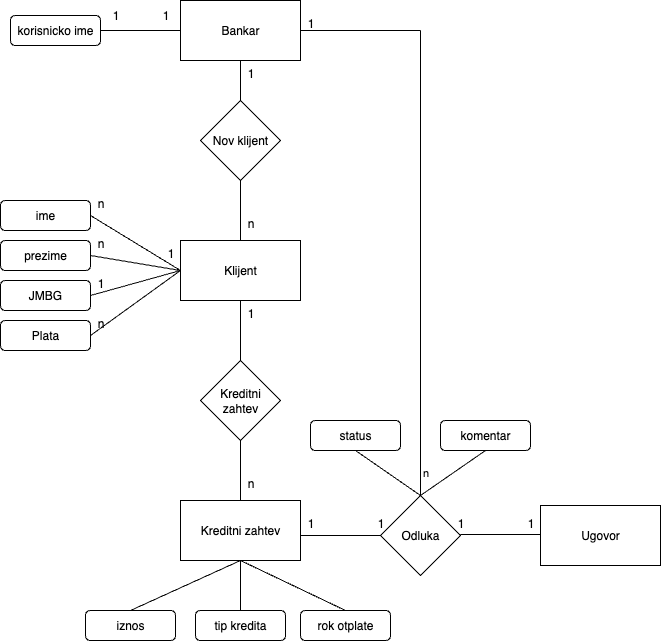 korisnicko ime
1
1
Bankar
1
1
Nov klijent
n
ime
n
prezime
n
JMBG
1
Plata
n
1
Klijent
1
Kreditni
zahtev
n
status
komentar
n
Kreditni zahtev
1
1
Odluka
1
1
Ugovor
iznos
tip kredita
rok otplate